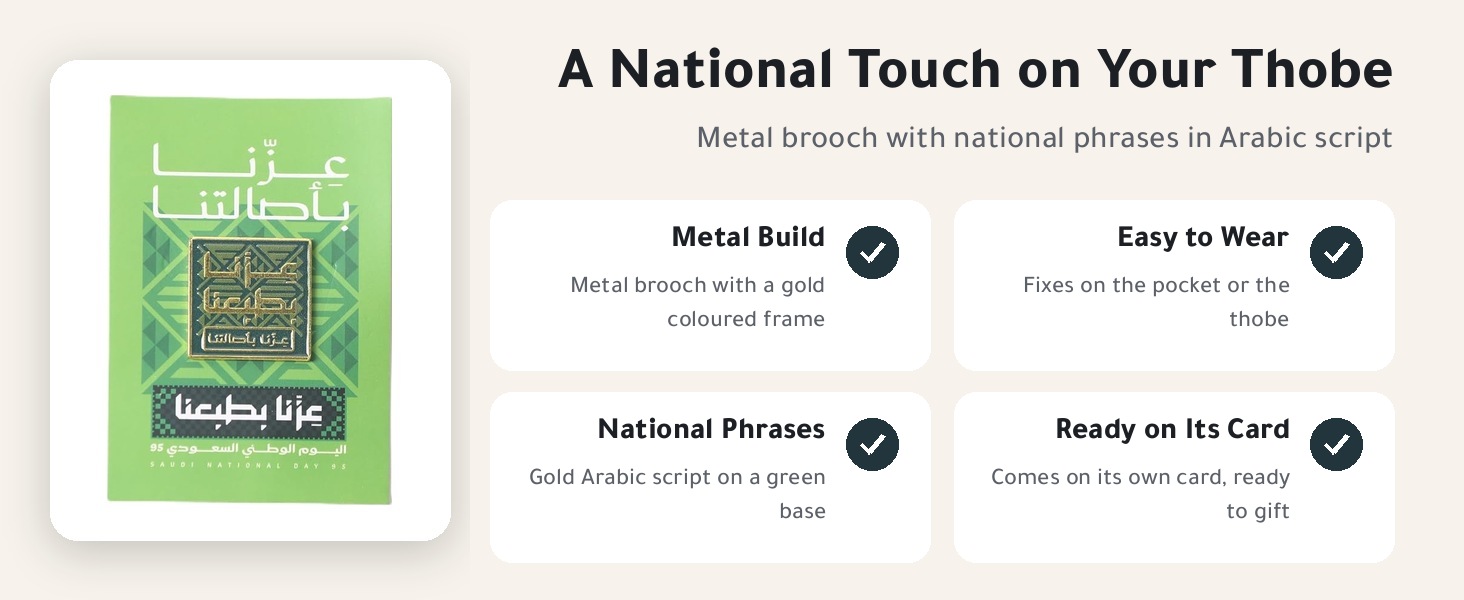 A National Touch on Your Thobe
Metal brooch with national phrases in Arabic script
Metal Build
Metal brooch with a gold
coloured frame
Easy to Wear
Fixes on the pocket or the
thobe
National Phrases
Gold Arabic script on a green
base
Ready on Its Card
Comes on its own card, ready
to gift
عِزّنا
بأصالتنا
عزّنا
بطبعنا
عِزّنا بأصالتنا
عِزّنا بطبعنا
اليوم الوطني السعودي 95
SAUDI NATIONAL DAY 95